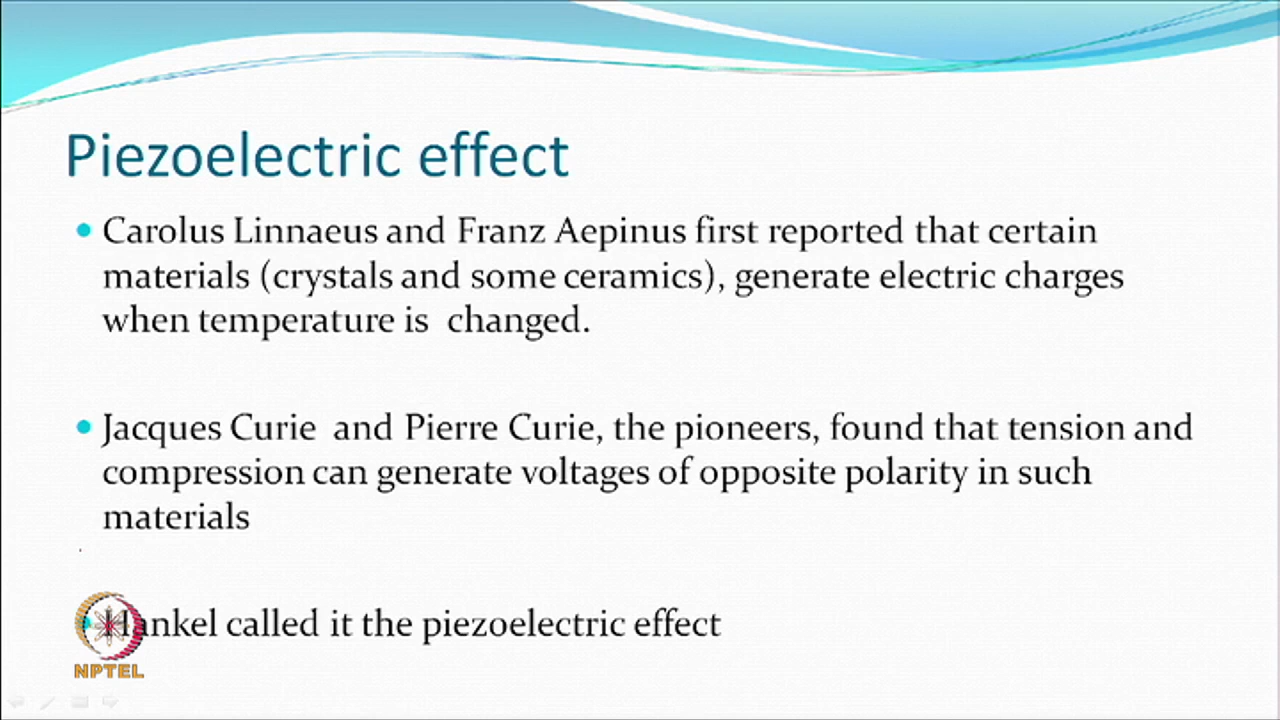 Piezoelectric effect
Carolus Linnaeus and Franz Aepinus first reported that certain
materials (crystals and some ceramics), generate electric charges
when temperature is changed.
Jacques Curie and Pierre Curie, the pioneers, found that tension and
compression can generate voltages of opposite polarity in such
materials
Hankel called it the piezoelectric effect
NPTEL